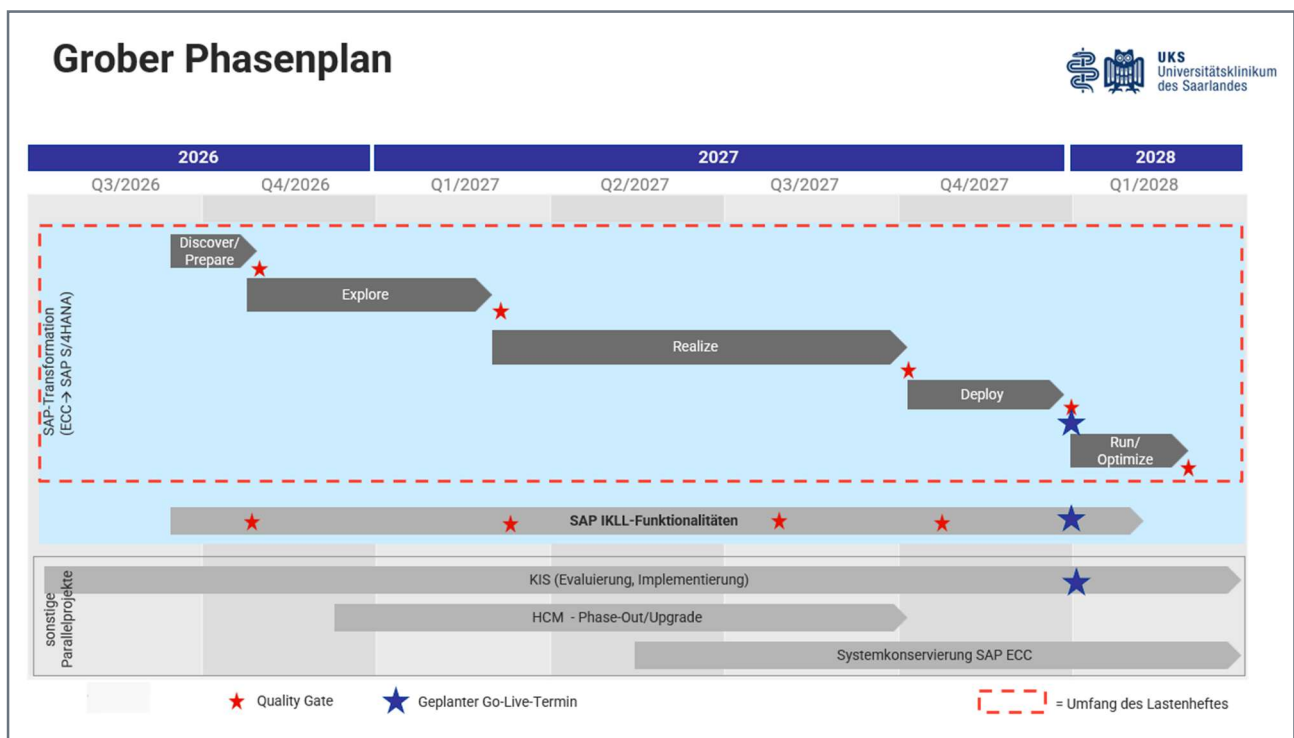 Grober Phasenplan
UKS
Universitätsklinikum
des Saarlandes
2026
2027
2028
Q3/2026
Q4/2026
Q1/2027
Q2/2027
Q3/2027
Q4/2027
Q1/2028
SAP-Transformation
(ECC→ SAP S/4HANA)
Discover/
Prepare
Explore
Realize
Deploy
Run/
Optimize
SAP IKLL-Funktionalitäten
sonstige
Parallelprojekte
KIS (Evaluierung, Implementierung)
HCM - Phase-Out/Upgrade
Systemkonservierung SAP ECC
Quality Gate
Geplanter Go-Live-Termin
= Umfang des Lastenheftes